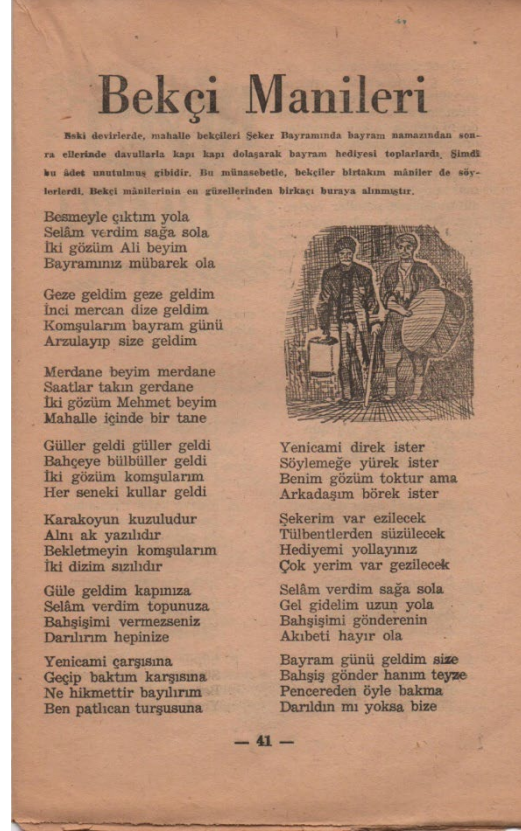 Bekçi Manileri
Eski devirlerde, mahalle bekçileri Şeker Bayramında bayram namazından son-
ra ellerinde davullarla kapı kapı dolaşarak bayram hediyesi toplarlardı. Şimdi
bu âdet unutulmuş gibidir. Bu münasebetle, bekçiler birtakım mâniler de söy-
lerlerdi. Bekçi mânilerinin en güzellerinden birkaçı buraya alınmıştır.
Besmeyle çıktım yola
Selâm verdim sağa sola
İki gözüm Ali beyim
Bayramınız mübarek ola
Geze geldim geze geldim
İnci mercan dize geldim
Komşularım bayram günü
Arzulayıp size geldim
Merdane beyim merdane
Saatlar takın gerdane
İki gözüm Mehmet beyim
Mahalle içinde bir tane
Güller geldi güller geldi
Bahçeye bülbüller geldi
İki gözüm komşularım
Her seneki kullar geldi
Karakoyun kuzuludur
Alnı ak yazılıdır
Bekletmeyin komşularım
İki dizim sızılıdır
Güle geldim kapınıza
Selâm verdim topunuza
Bahşişimi vermezseniz
Darılırım hepinize
Yenicami çarşısına
Geçip baktım karşısına
Ne hikmettir bayılırım
Ben patlıcan turşusuna
Yenicami direk ister
Söylemeğe yürek ister
Benim gözüm toktur ama
Arkadaşım börek ister
Şekerim var ezilecek
Tülbentlerden süzülecek
Hediyemi yollayınız
Çok yerim var gezilecek
Selâm verdim sağa sola
Gel gidelim uzun yola
Bahşişimi gönderenin
Akıbeti hayır ola
Bayram günü geldim size
Bahşiş gönder hanım teyze
Pencereden öyle bakma
Darıldın mı yoksa bize
— 41 —